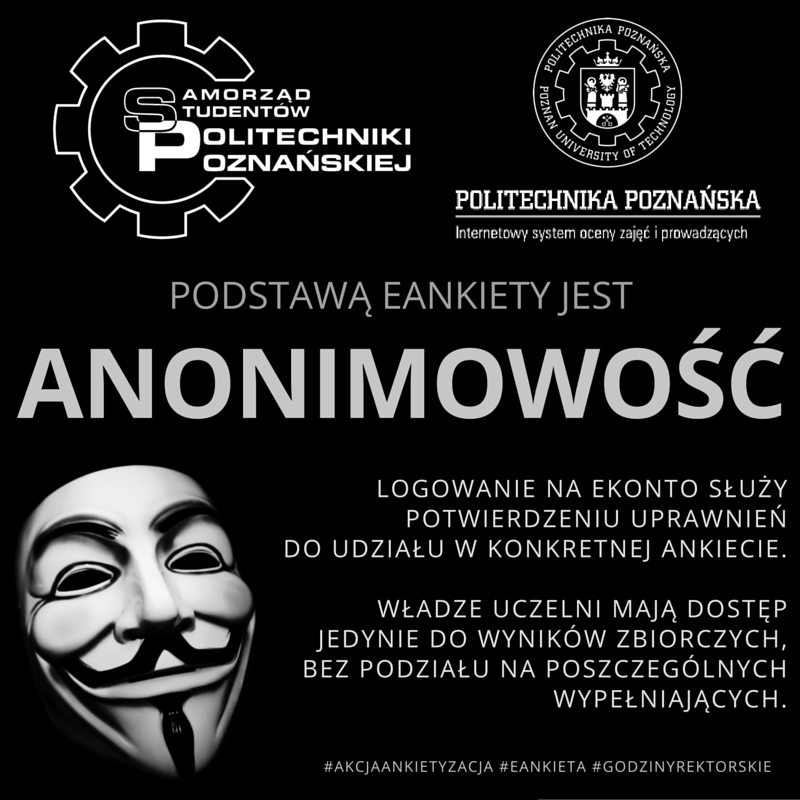 SAMORZĄD
STUDENTÓW
POLITECHNIKI
POZNAŃSKIEJ
POLITECHNIKA POZNAŃSKA
POZNAN UNIVERSITY OF TECHNOLOGY
POLITECHNIKA POZNAŃSKA
Internetowy system oceny zajęć i prowadzących
PODSTAWĄ EANKIETY JEST
ANONIMOWOŚĆ
LOGOWANIE NA EKONTO SŁUŻY
POTWIERDZENIU UPRAWNIEŃ
DO UDZIAŁU W KONKRETNEJ ANKIECIE.
WŁADZE UCZELNI MAJĄ DOSTĘP
JEDYNIE DO WYNIKÓW ZBIORCZYCH,
BEZ PODZIAŁU NA POSZCZEGÓLNYCH
WYPEŁNIAJĄCYCH.
#AKCJAANKIETYZACJA #EANKIETA #GODZINYREKTORSKIE